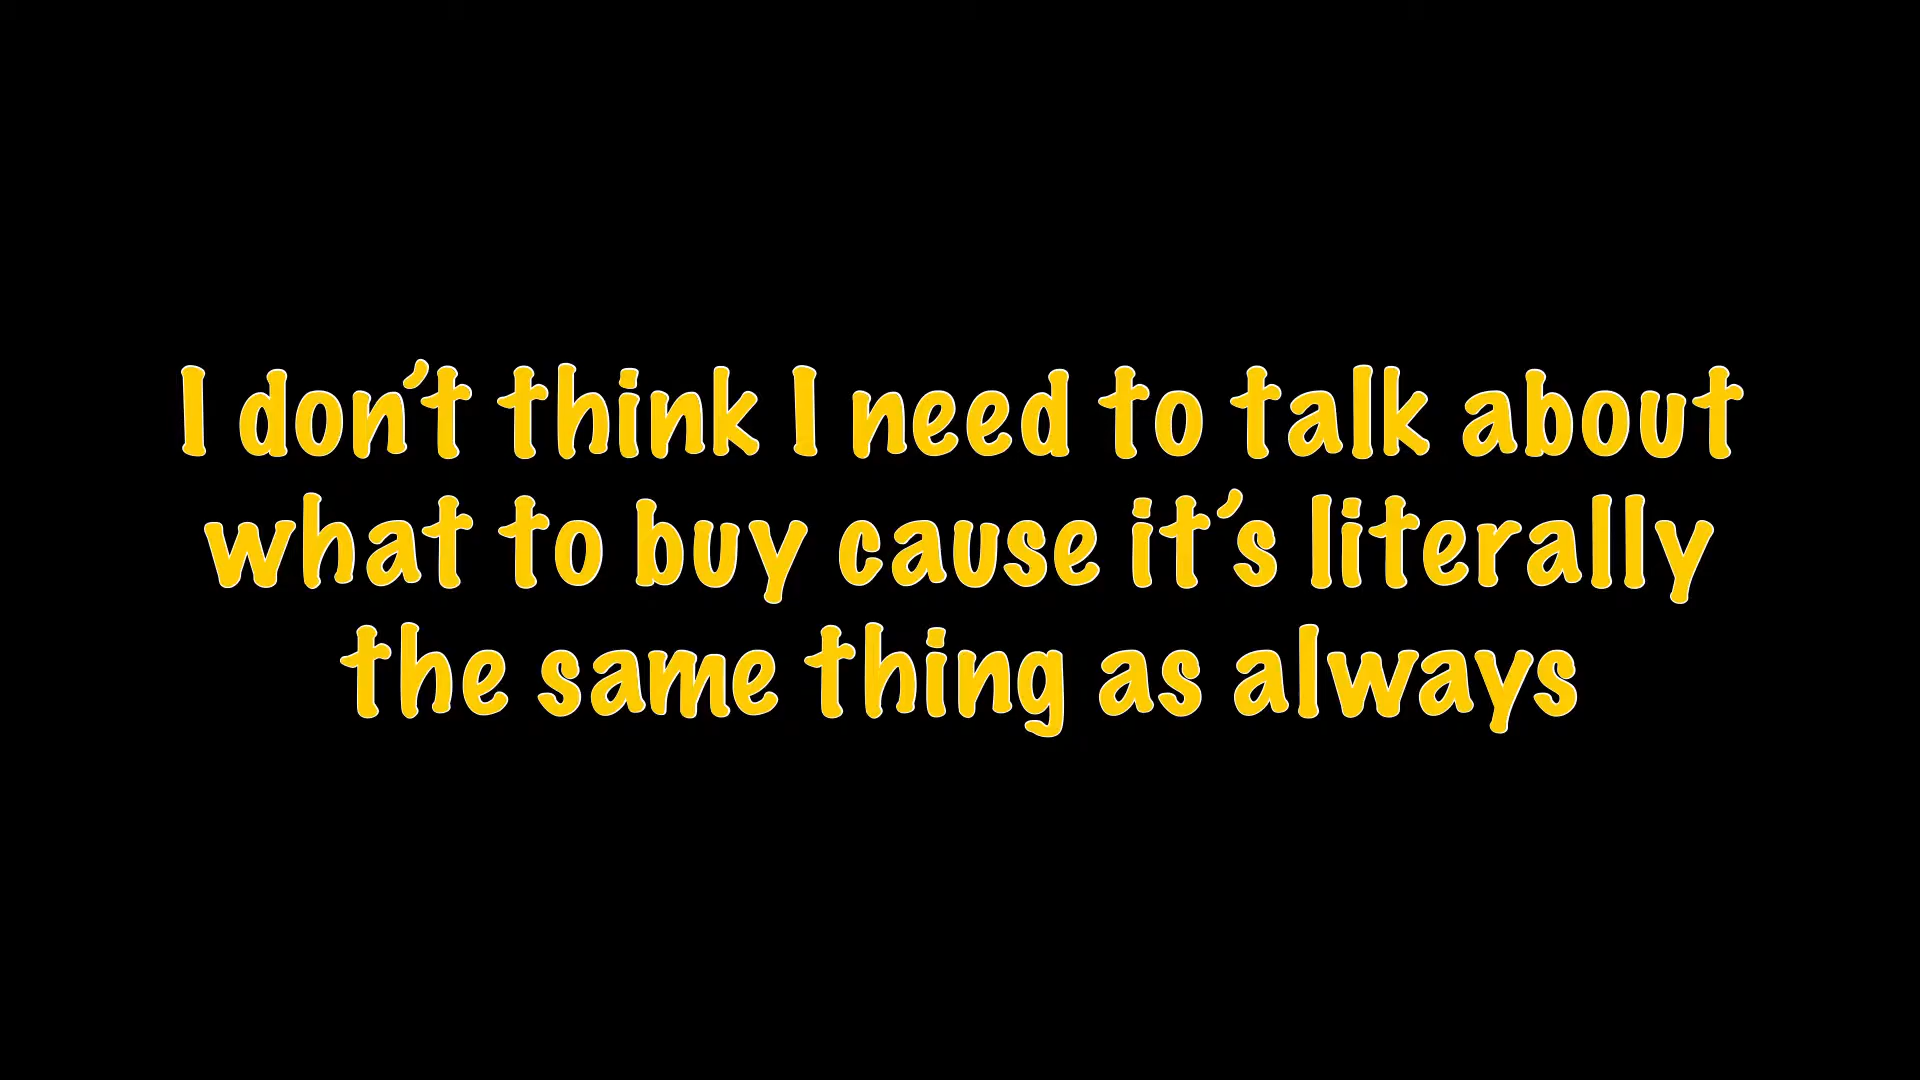 I don’t think I need to talk about
what to buy cause it’s literally
the same thing as always